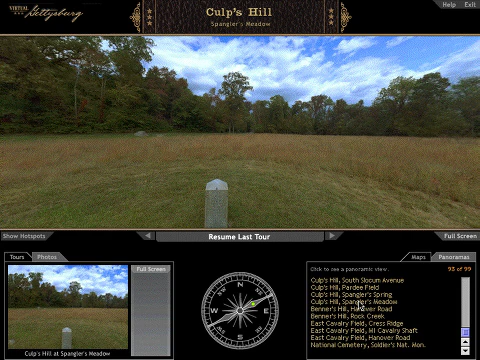 VIRTUAL
Gettysburg
Culp's Hill
Spangler's Meadow
Help Exit
Show Hotspots
Resume Last Tour
Full Screen
Tours Photos
Full Screen
Culp's Hill at Spangler's Meadow
N
Maps Panoramas
Click to see a panoramic view. 93 of 99
Culp's Hill, South Slocum Avenue
Culp's Hill, Pardee Field
Culp's Hill, Spangler's Spring
Culp's Hill, Spangler's Meadow
Benner's Hill, Hanover Road
Benner's Hill, Rock Creek
East Cavalry Field, Cress Ridge
East Cavalry Field, MI Cavalry Shaft
East Cavalry Field, Hanover Road
National Cemetery, Soldier's Nat. Mon.